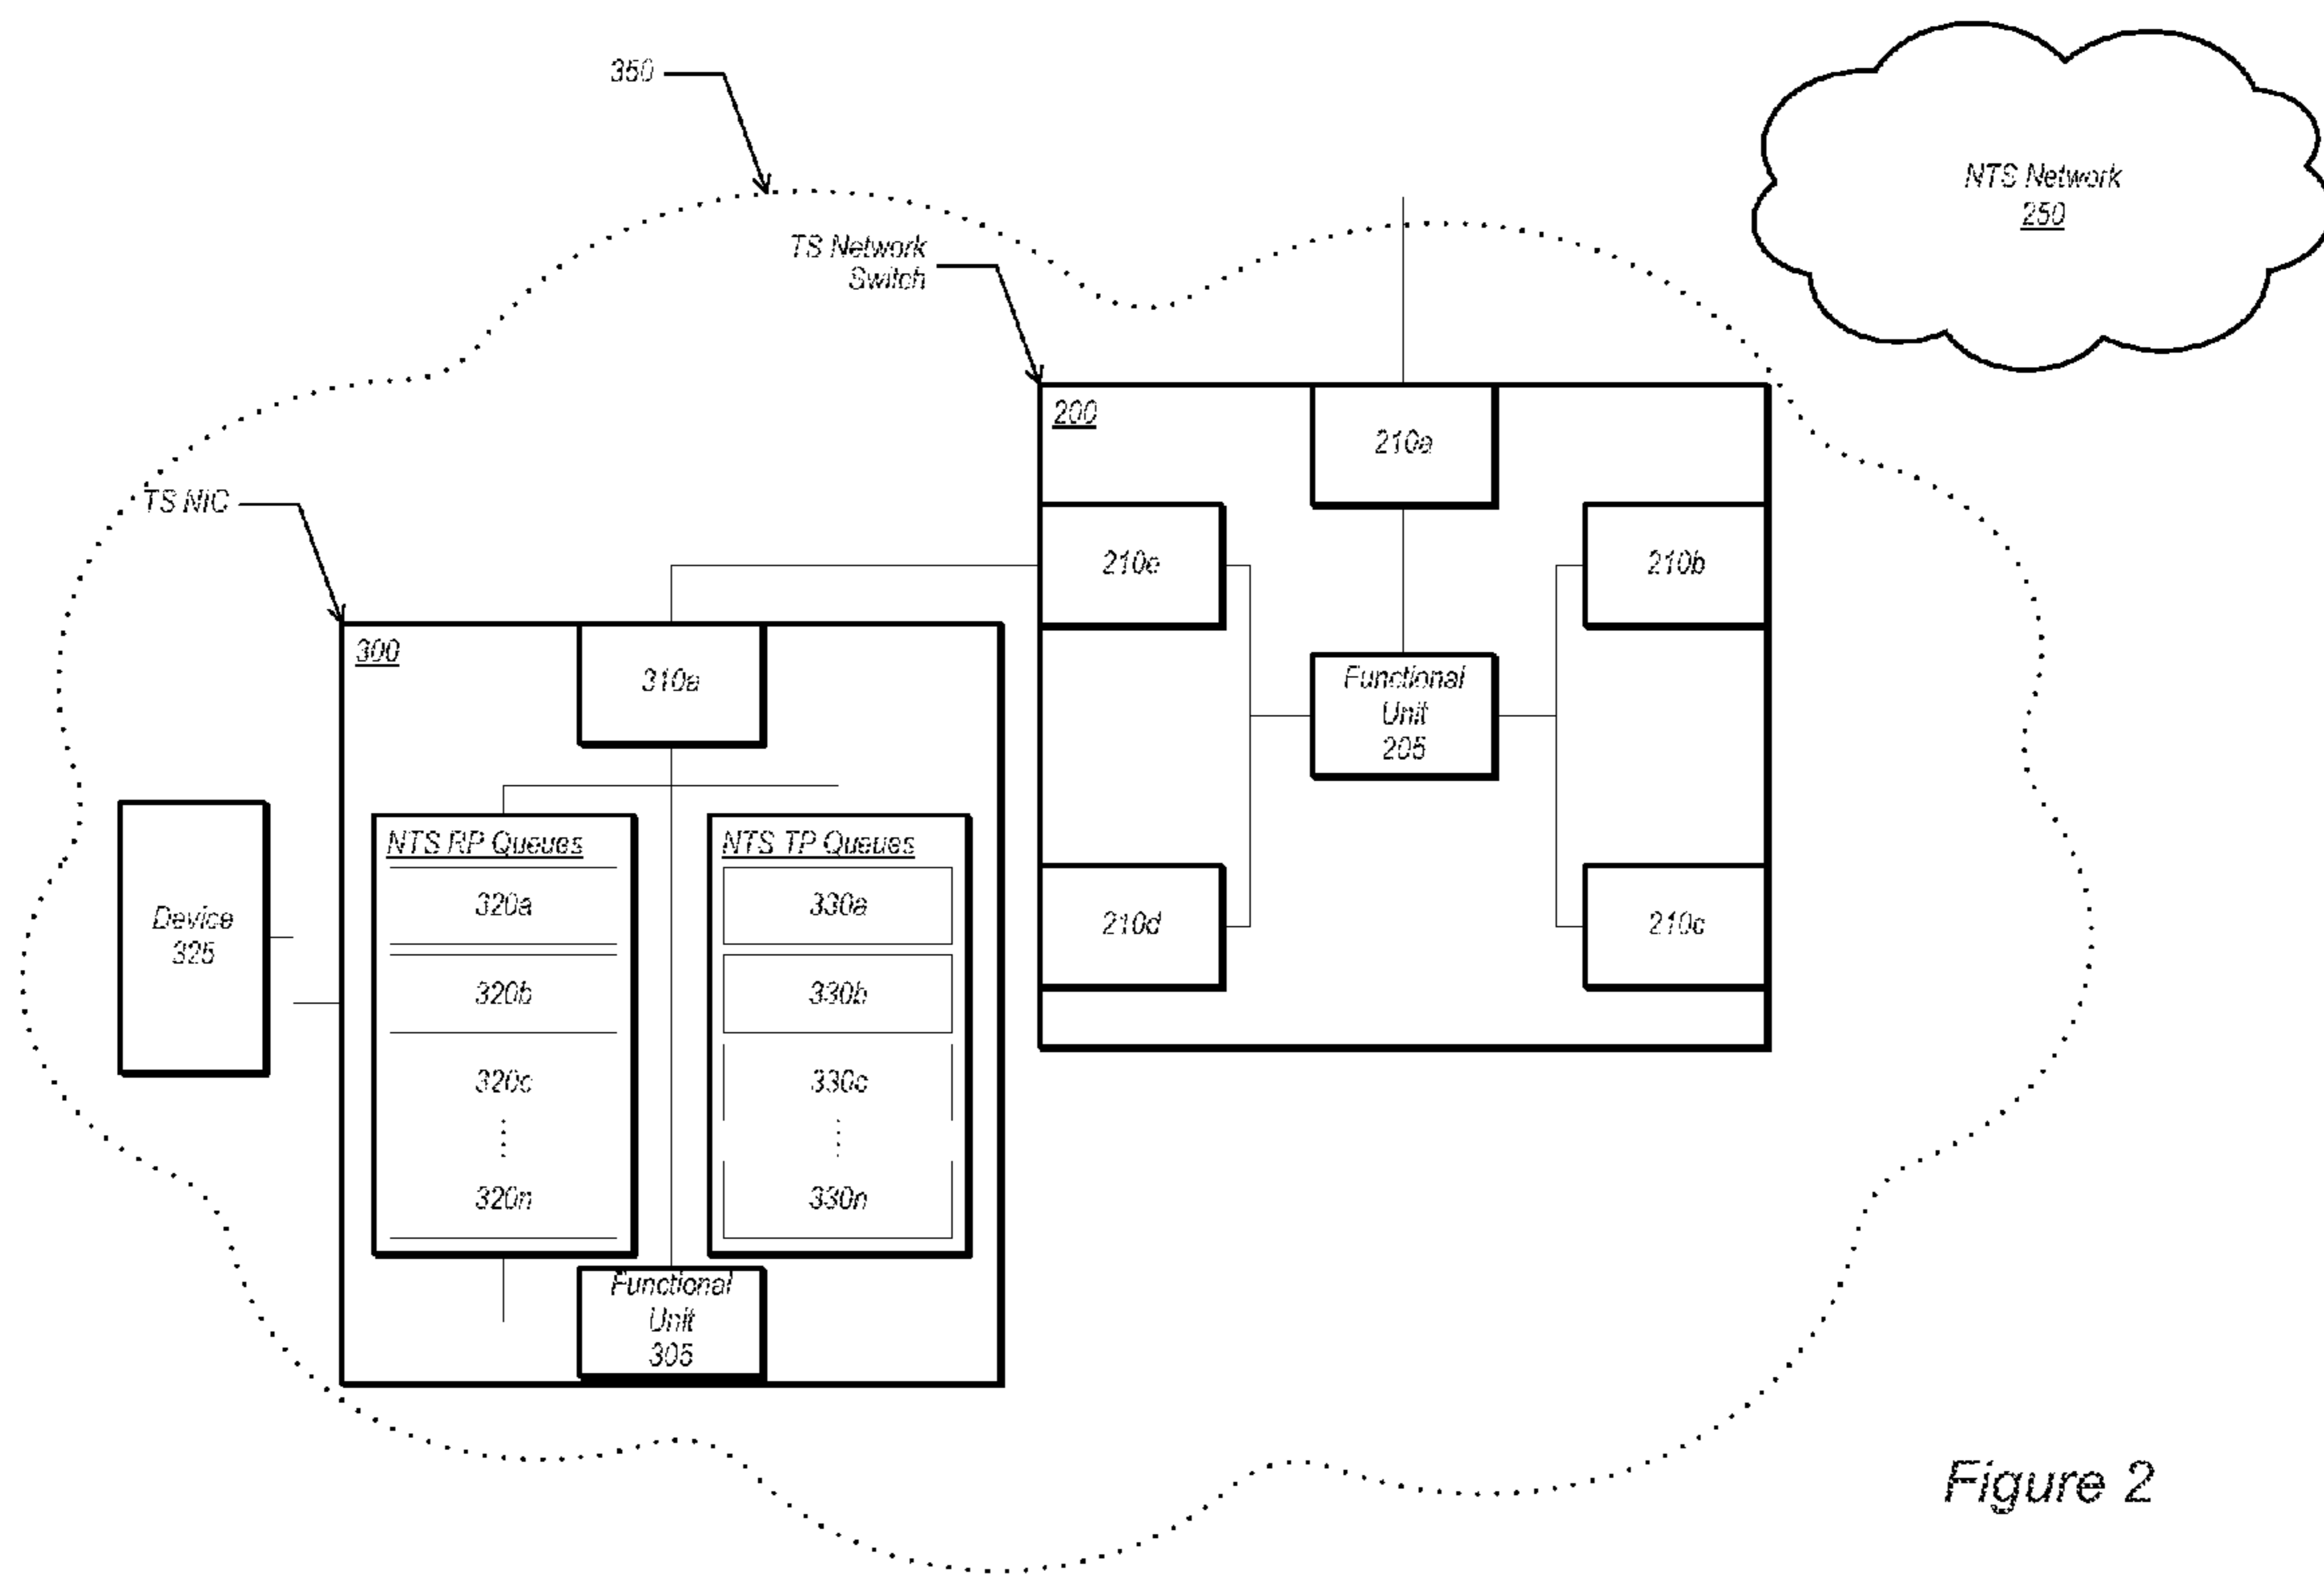 350
NTS Network
250
TS Network
Switch
200
210a
TS NIC
210e
210b
300
310a
Functional
Unit
205
NTS RP Queues
NTS TP Queues
320a
330a
Device
325
210d
210c
320b
330b
320c
330c
320n
330n
Functional
Unit
305
Figure 2